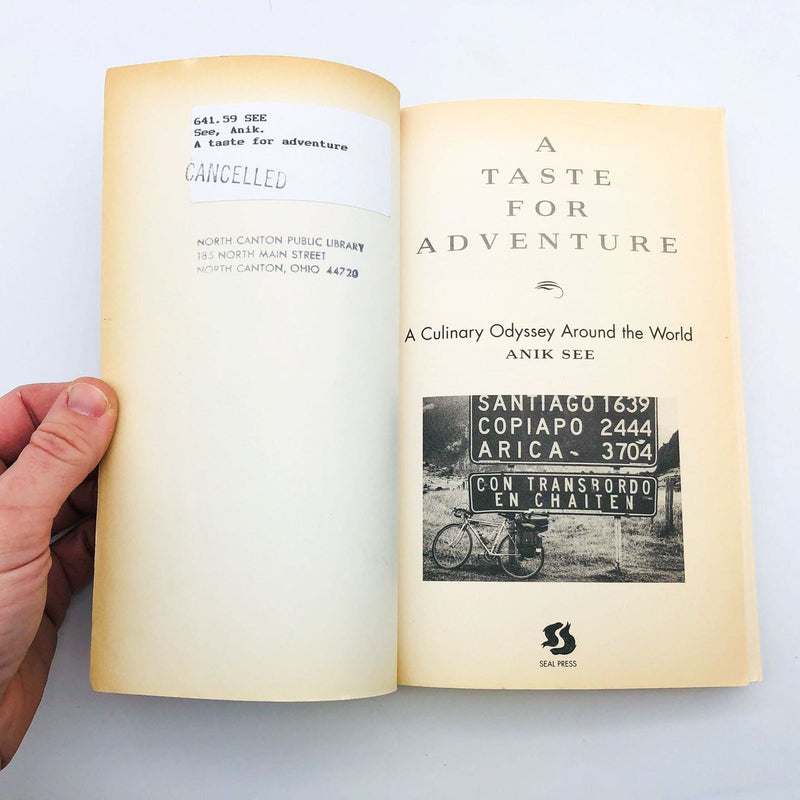 641.59 SEE
See, Anik.
A taste for adventure
CANCELLED
NORTH CANTON PUBLIC LIBRARY
185 NORTH MAIN STREET
NORTH CANTON, OHIO 44720
A
TASTE
FOR
ADVENTURE
A Culinary Odyssey Around the World
ANIK SEE
SANTIAGO 1639
COPIAPO 2444
ARICA- 3704
CON TRANSBORDO
EN CHAITEN
SEAL PRESS